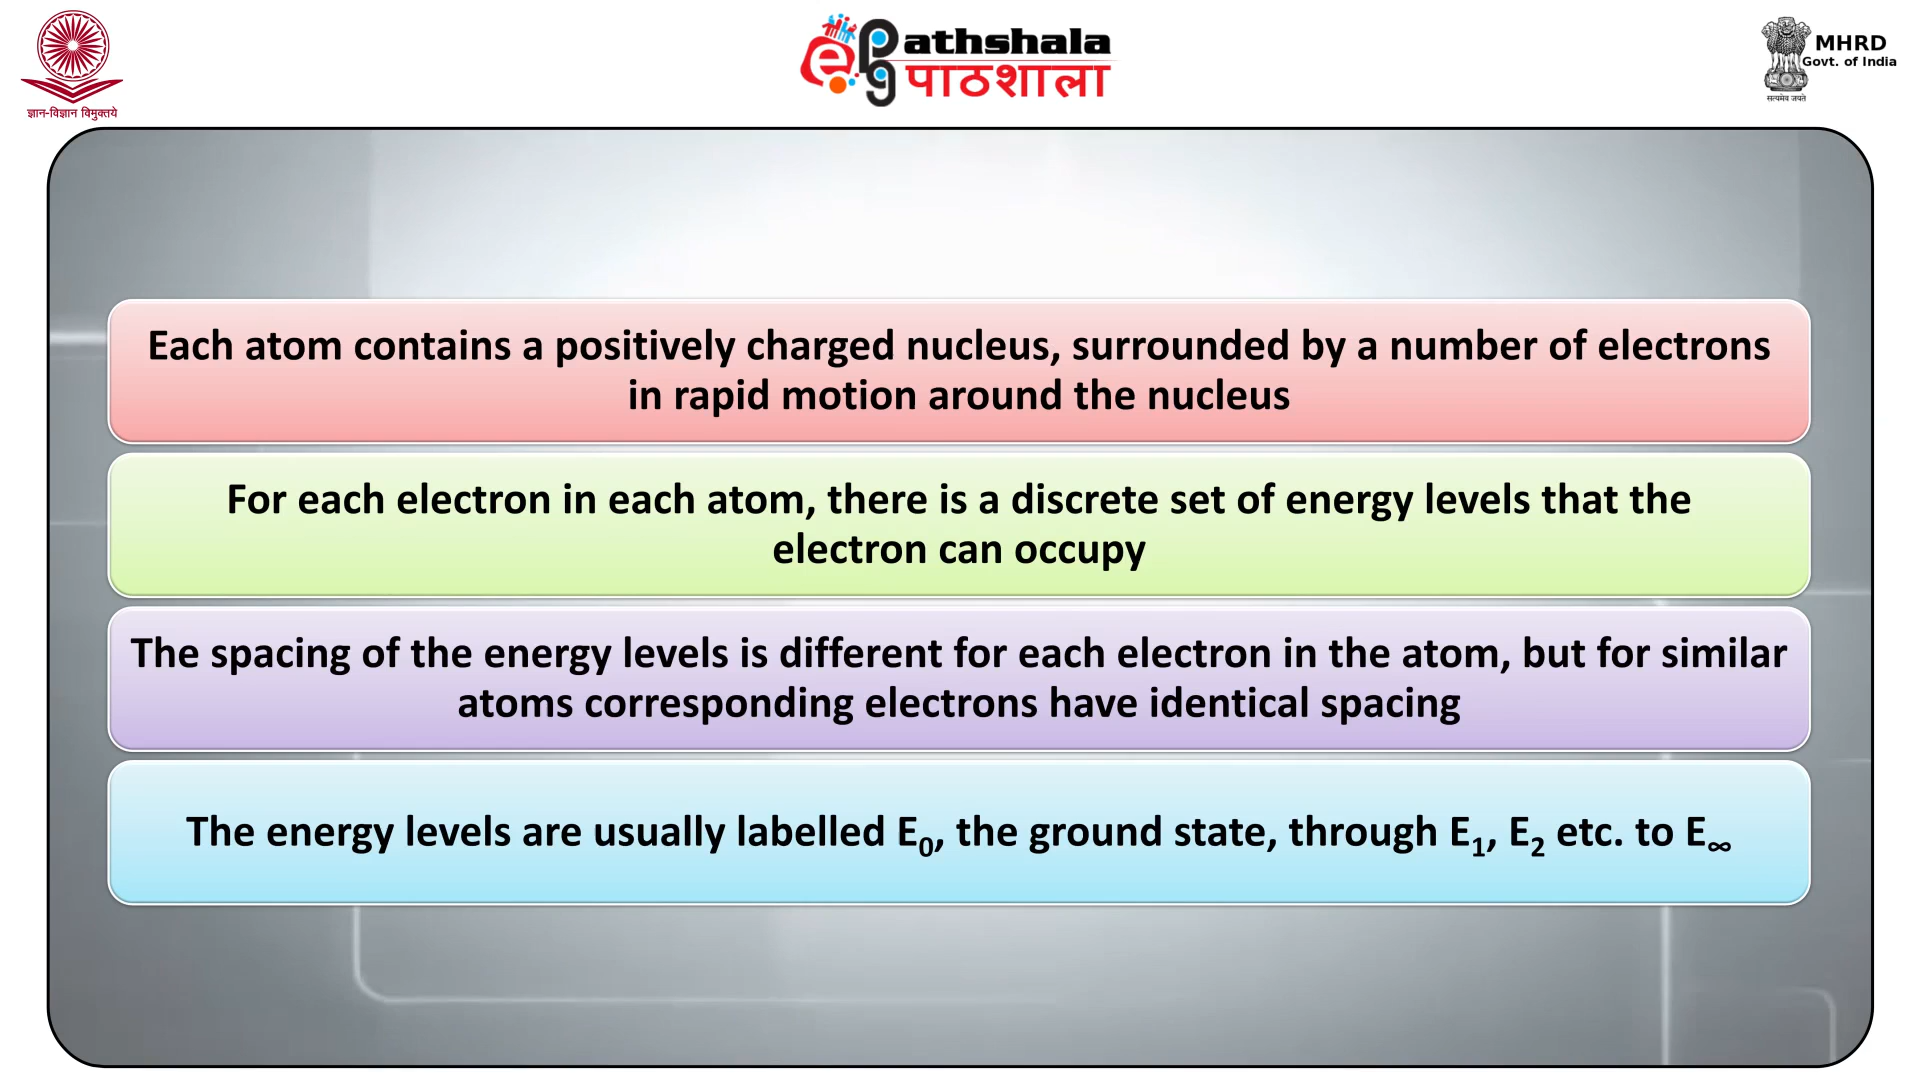 ज्ञान-विज्ञान विमुक्तये
e pg athshala
पाठशाला
MHRD
Govt. of India
सत्यमेव जयते
Each atom contains a positively charged nucleus, surrounded by a number of electrons
in rapid motion around the nucleus
For each electron in each atom, there is a discrete set of energy levels that the
electron can occupy
The spacing of the energy levels is different for each electron in the atom, but for similar
atoms corresponding electrons have identical spacing
The energy levels are usually labelled E₀, the ground state, through E₁, E₂ etc. to E∞